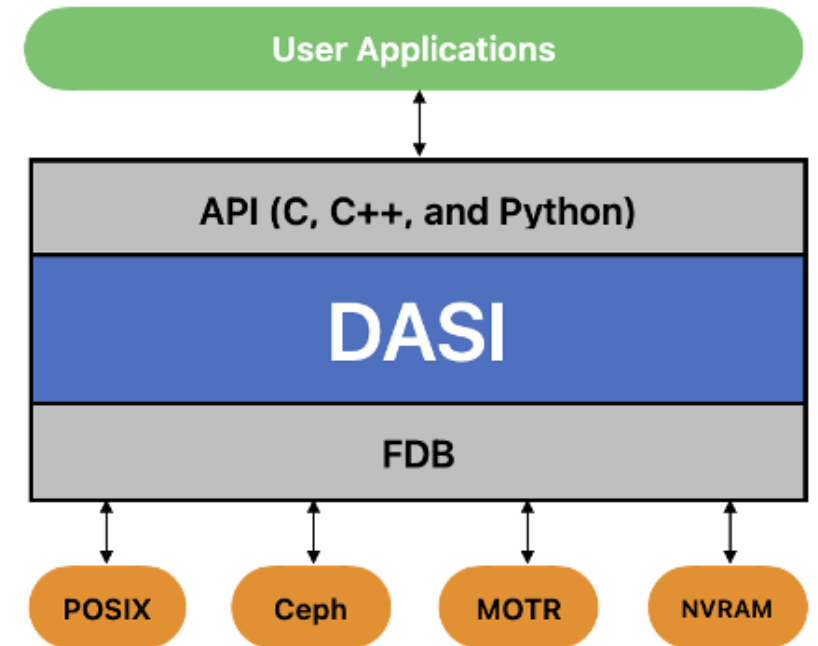 User Applications
API (C, C++, and Python)
DASI
FDB
POSIX
Ceph
MOTR
NVRAM